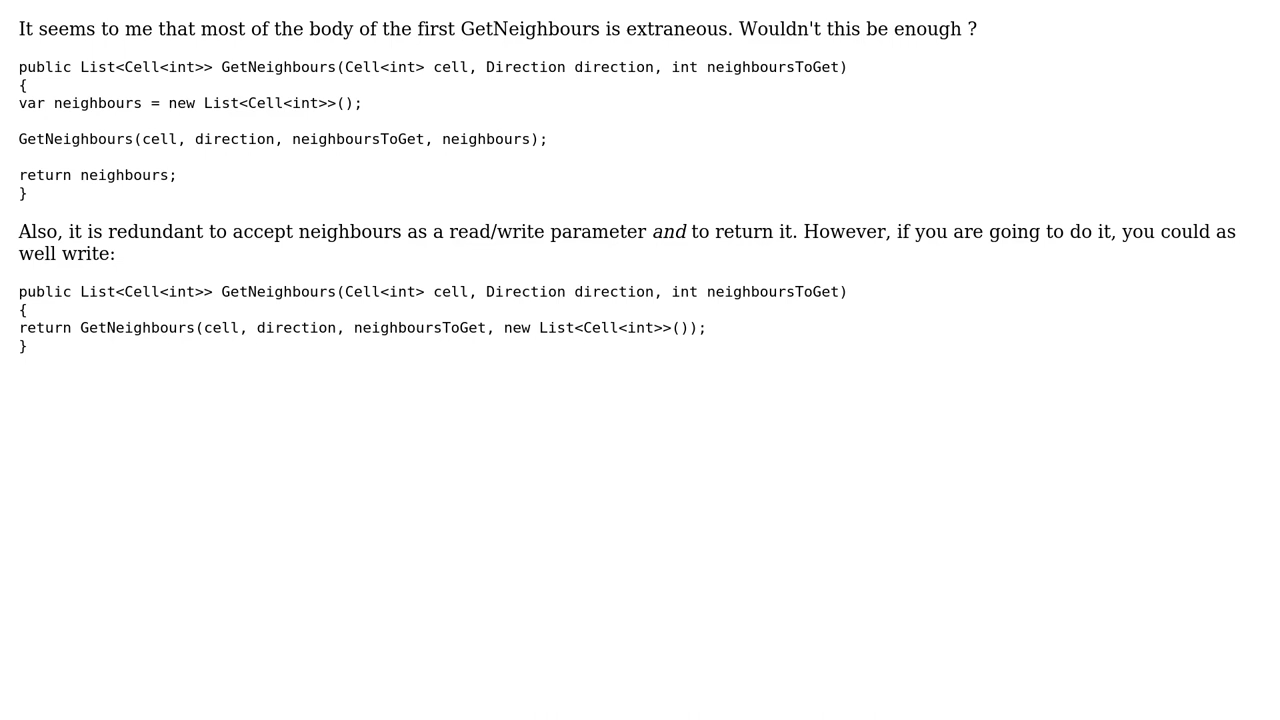 It seems to me that most of the body of the first GetNeighbours is extraneous. Wouldn't this be enough ?
public List<Cell<int>> GetNeighbours(Cell<int> cell, Direction direction, int neighboursToGet)
{
var neighbours = new List<Cell<int>>();
GetNeighbours(cell, direction, neighboursToGet, neighbours);
return neighbours;
}
Also, it is redundant to accept neighbours as a read/write parameter and to return it. However, if you are going to do it, you could as
well write:
public List<Cell<int>> GetNeighbours(Cell<int> cell, Direction direction, int neighboursToGet)
{
return GetNeighbours(cell, direction, neighboursToGet, new List<Cell<int>>());
}